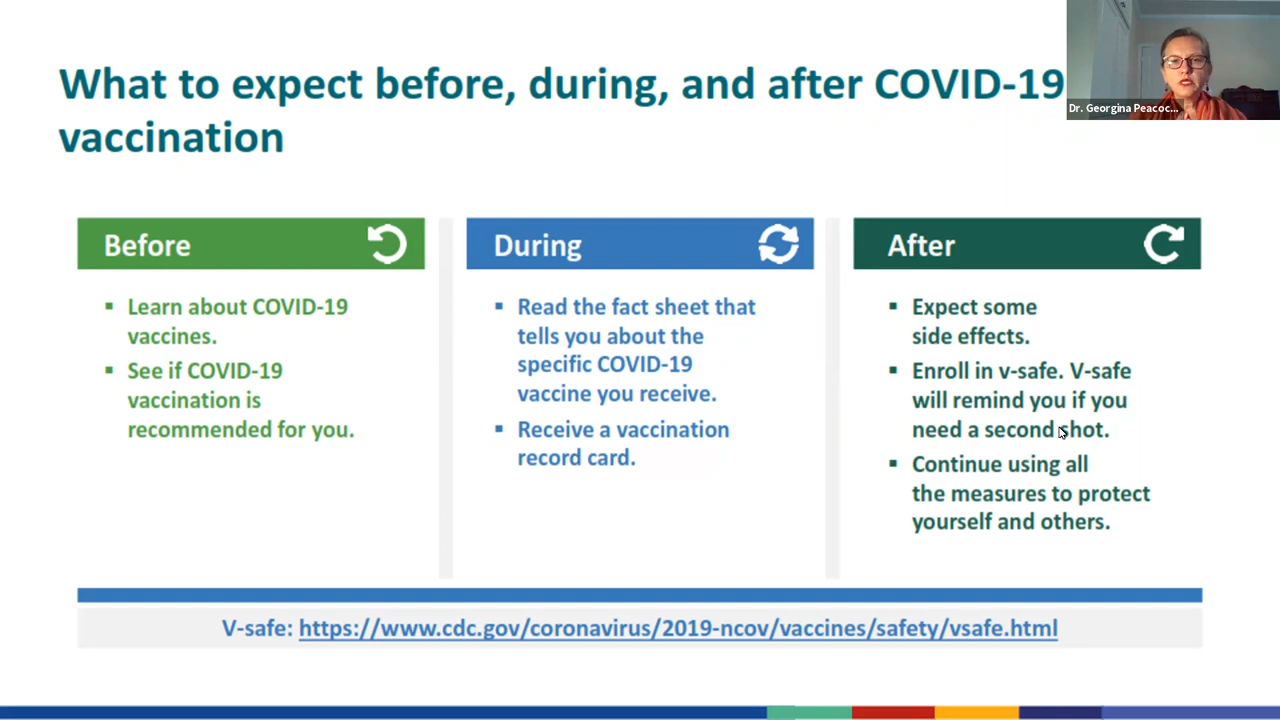 What to expect before, during, and after COVID-19
vaccination
Dr. Georgina Peacoc...
Before
Learn about COVID-19
vaccines.
See if COVID-19
vaccination is
recommended for you.
During
Read the fact sheet that
tells you about the
specific COVID-19
vaccine you receive.
Receive a vaccination
record card.
After
Expect some
side effects.
Enroll in v-safe. V-safe
will remind you if you
need a second shot.
Continue using all
the measures to protect
yourself and others.
V-safe: https://www.cdc.gov/coronavirus/2019-ncov/vaccines/safety/vsafe.html